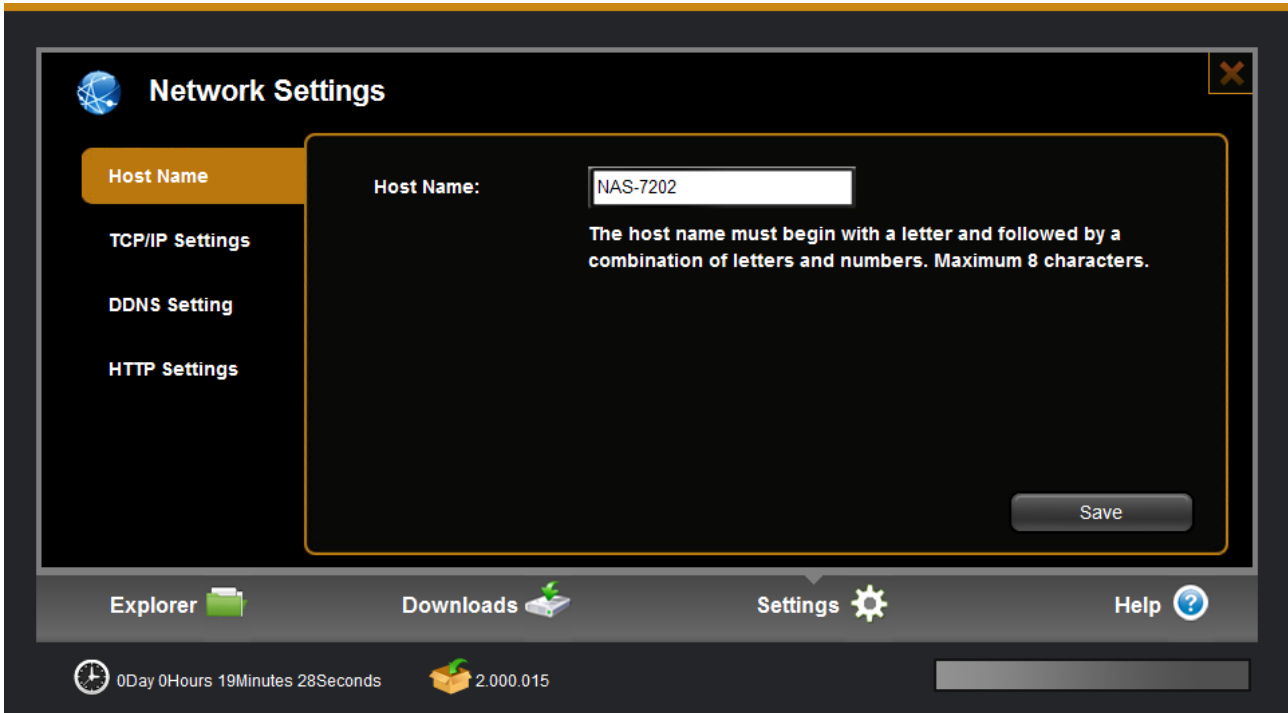 Network Settings
Host Name
Host Name:
NAS-7202
The host name must begin with a letter and followed by a
combination of letters and numbers. Maximum 8 characters.
TCP/IP Settings
DDNS Setting
HTTP Settings
Save
Explorer
Downloads
Settings
Help
0Day 0Hours 19Minutes 28Seconds
2.000.015